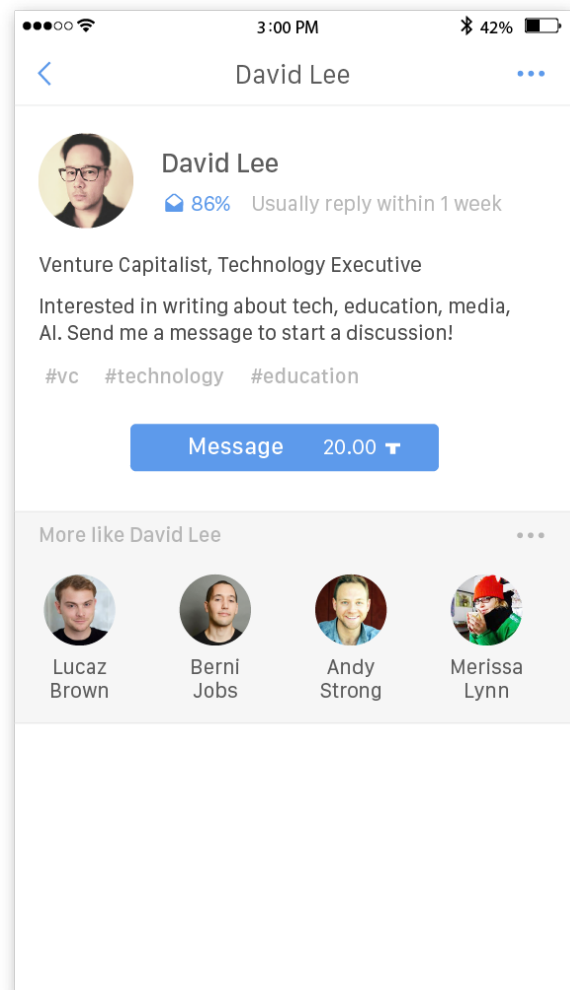 3:00 PM 42%
David Lee
David Lee
86% Usually reply within 1 week
Venture Capitalist, Technology Executive
Interested in writing about tech, education, media,
AI. Send me a message to start a discussion!
#vc #technology #education
Message 20.00
More like David Lee
Lucaz Berni Andy Merissa
Brown Jobs Strong Lynn